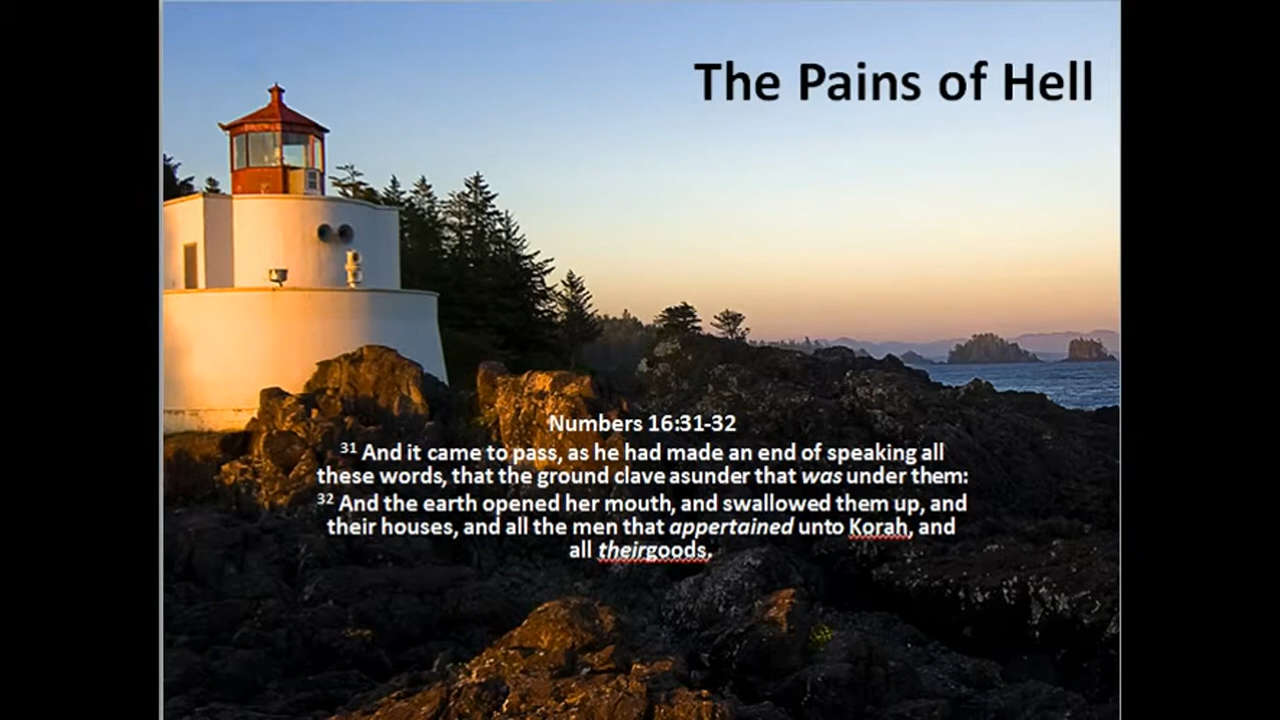 The Pains of Hell
Numbers 16:31-32
31 And it came to pass, as he had made an end of speaking all
these words, that the ground clave asunder that was under them:
32 And the earth opened her mouth, and swallowed them up, and
their houses, and all the men that appertained unto Korah, and
all theirgoods.